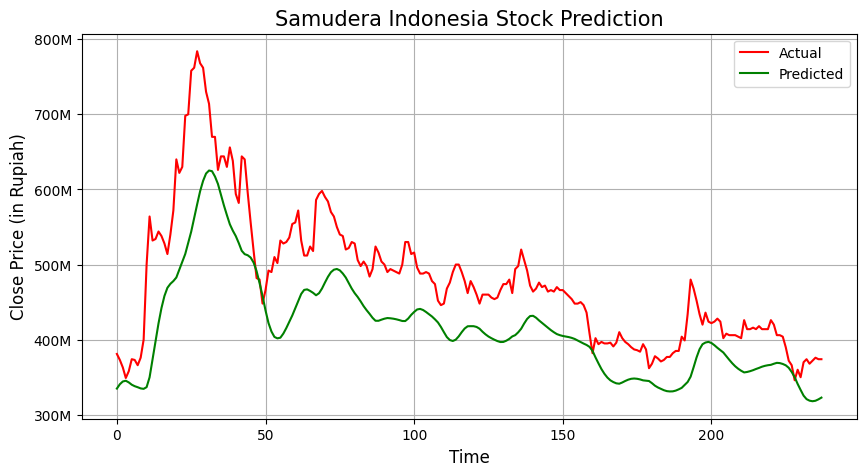 Samudera Indonesia Stock Prediction
Actual
Predicted
Close Price (in Rupiah)
800M
700M
600M
500M
400M
300M
0 50 100 150 200
Time